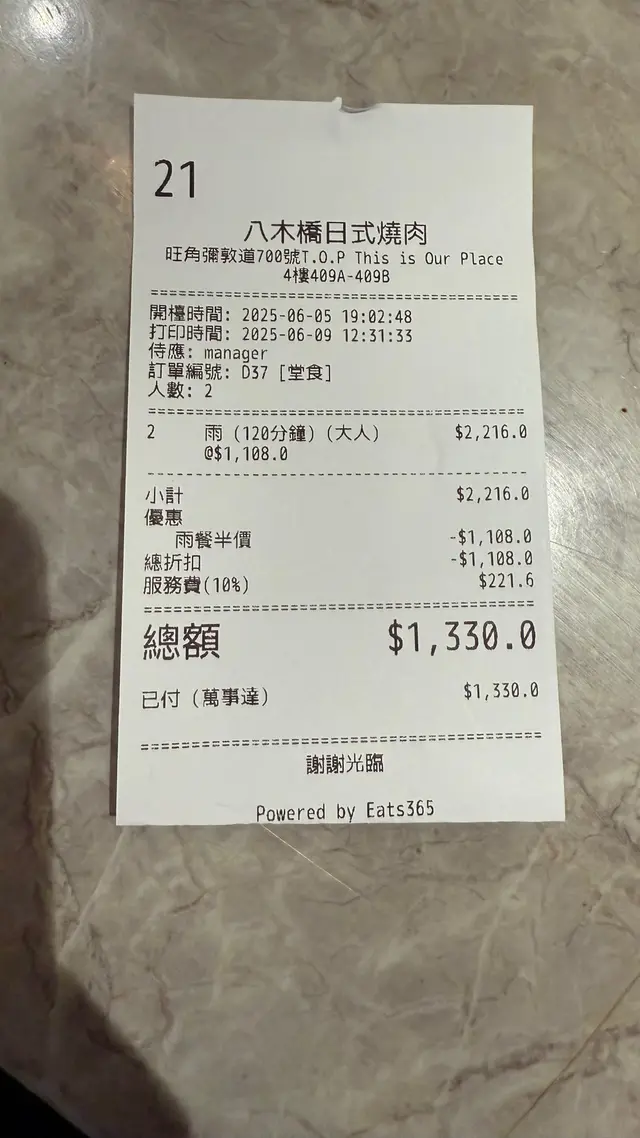 21
八木橋日式燒肉
旺角彌敦道700號T.O.P This is Our Place
4樓409A-409B
開檯時間: 2025-06-05 19:02:48
打印時間: 2025-06-09 12:31:33
侍應: manager
訂單編號: D37 [堂食]
人數: 2
2 雨 (120分鐘) (大人) $2,216.0
@$1,108.0
小計 $2,216.0
優惠
雨餐半價 -$1,108.0
總折扣 -$1,108.0
服務費(10%) $221.6
總額 $1,330.0
已付 (萬事達) $1,330.0
謝謝光臨
Powered by Eats365